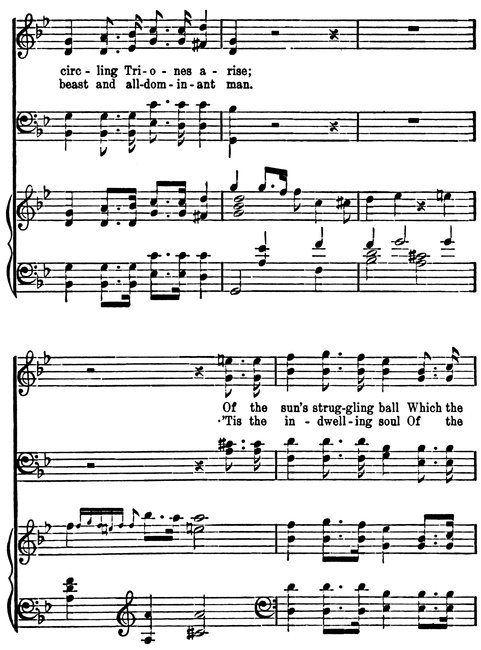 circ - ling Tri - o - nes a - rise;
beast and all-dom - in - ant man.
Of the sun's strug-gling ball Which the
'Tis the in - dwell - ing soul Of the